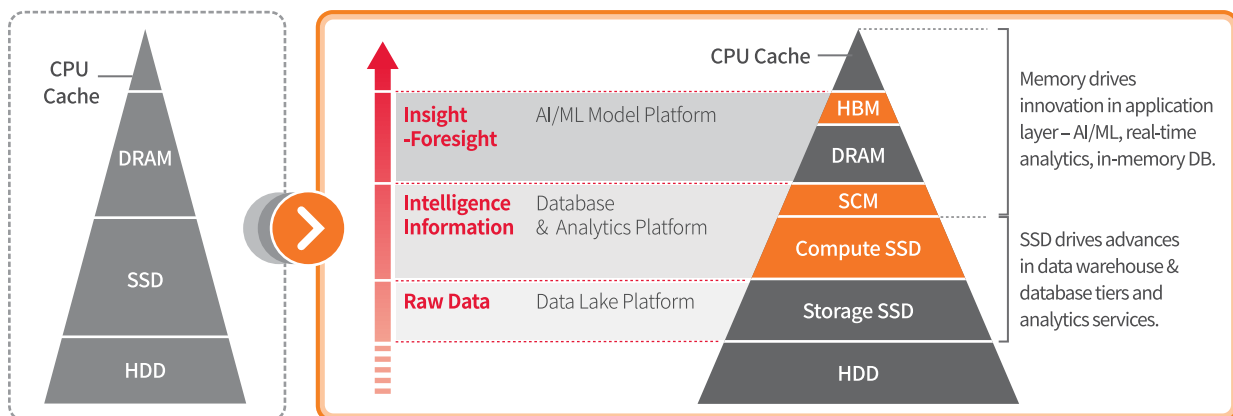 CPU
Cache
DRAM
SSD
HDD
Insight
-Foresight
AI/ML Model Platform
Intelligence
Information
Database
& Analytics Platform
Raw Data
Data Lake Platform
CPU Cache
HBM
DRAM
SCM
Compute SSD
Storage SSD
HDD
Memory drives
innovation in application
layer – AI/ML, real-time
analytics, in-memory DB.
SSD drives advances
in data warehouse &
database tiers and
analytics services.